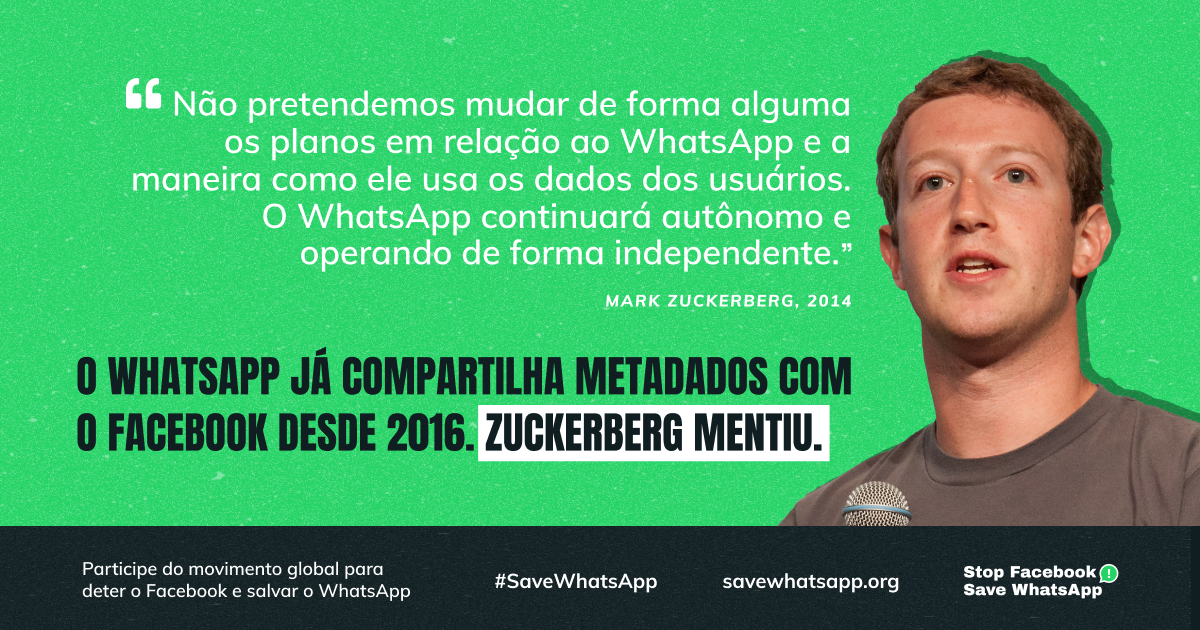 “ Não pretendemos mudar de forma alguma
os planos em relação ao WhatsApp e a
maneira como ele usa os dados dos usuários.
O WhatsApp continuará autônomo e
operando de forma independente.”
MARK ZUCKERBERG, 2014
O WHATSAPP JÁ COMPARTILHA METADADOS COM
O FACEBOOK DESDE 2016. ZUCKERBERG MENTIU.
Participe do movimento global para
deter o Facebook e salvar o WhatsApp
#SaveWhatsApp
savewhatsapp.org
Stop Facebook
Save WhatsApp